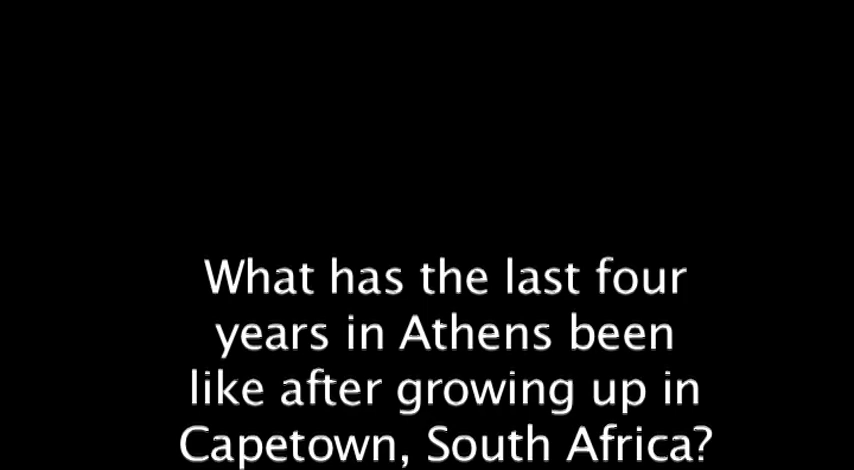 What has the last four
years in Athens been
like after growing up in
Capetown, South Africa?